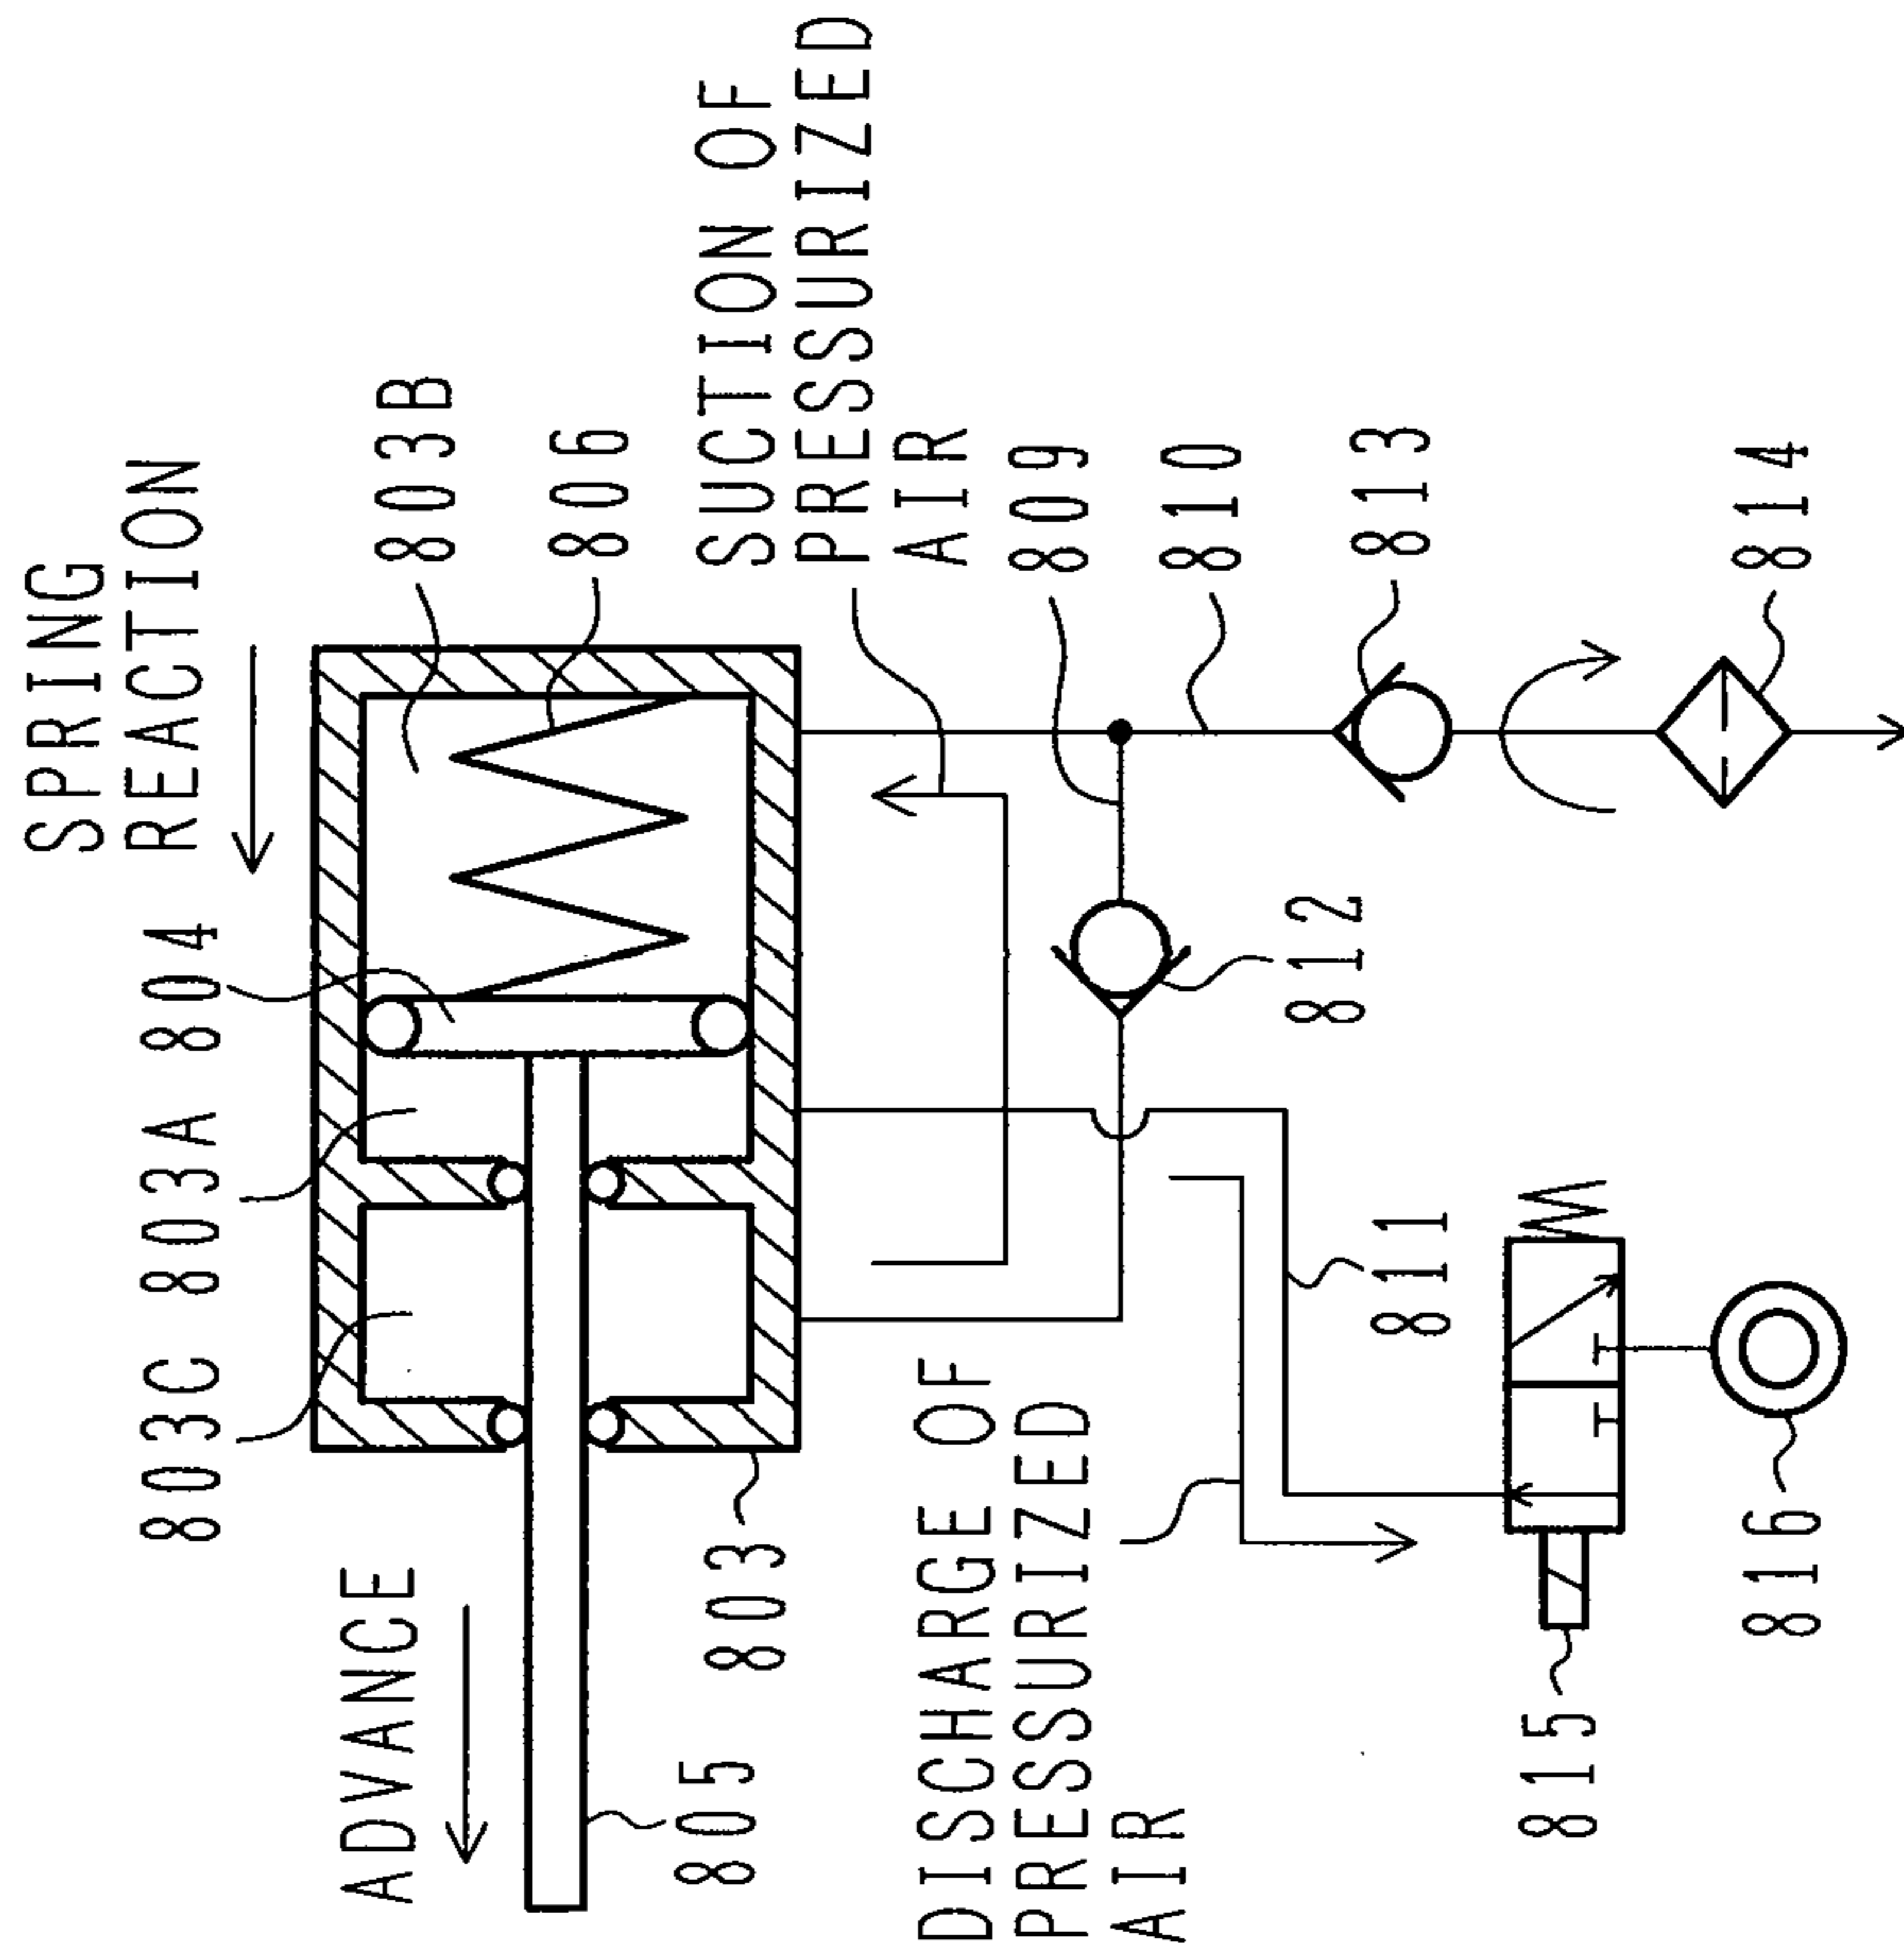 SPRING
REACTION
803C
803A
804
803B
806
ADVANCE
805
803
SUCTION OF
PRESSURIZED
AIR
809
810
813
814
812
DISCHARGE OF
PRESSURIZED
AIR
811
815
816